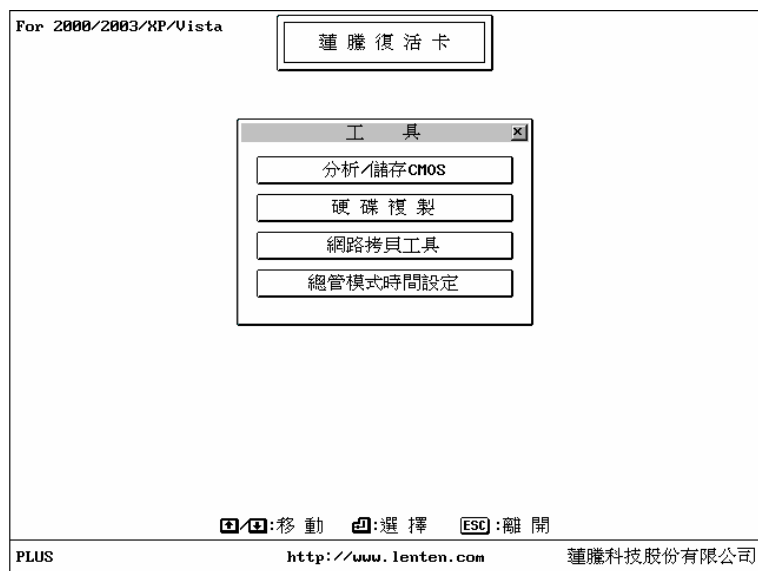 For 2000/2003/XP/Vista
蓮騰復活卡
工 具
分析/儲存CMOS
硬碟複製
網路拷貝工具
總管模式時間設定
↑/↓:移動 ↵:選擇 ESC:離開
PLUS http://www.lenten.com 蓮騰科技股份有限公司